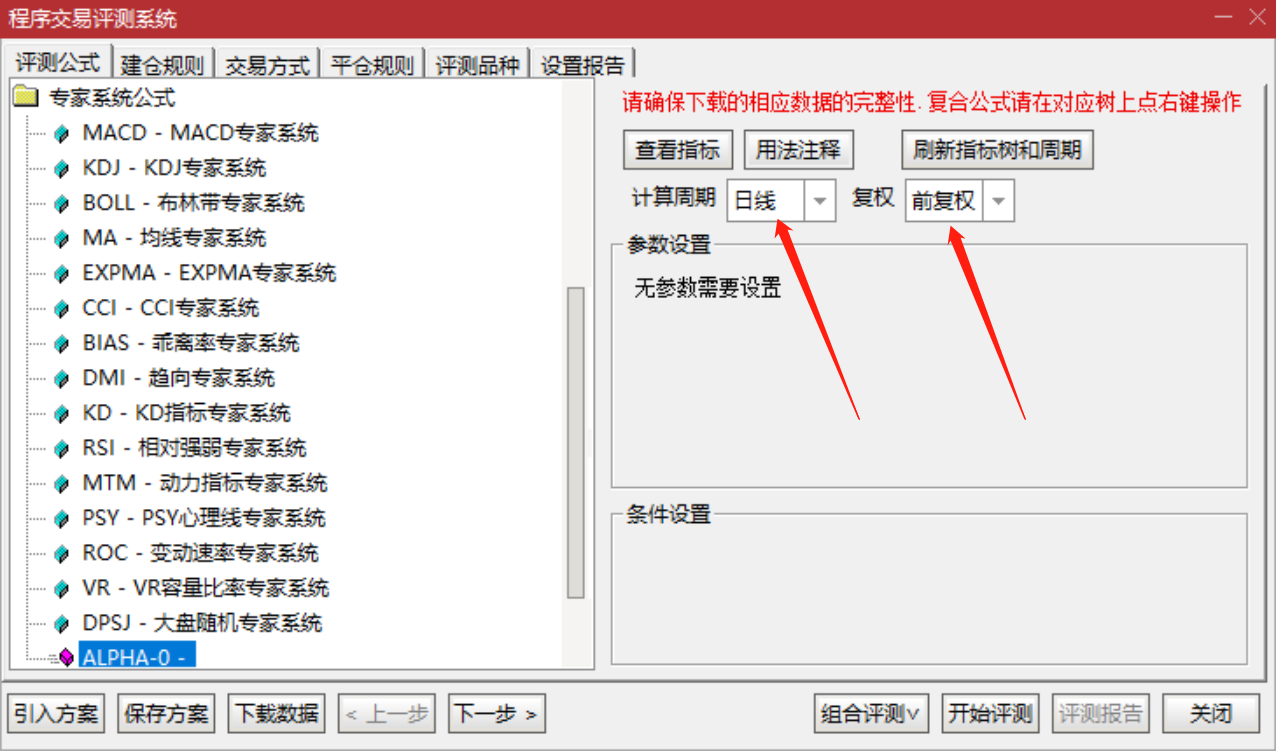 程序交易评测系统
评测公式 建仓规则 交易方式 平仓规则 评测品种 设置报告
专家系统公式
MACD - MACD专家系统
KDJ - KDJ专家系统
BOLL - 布林带专家系统
MA - 均线专家系统
EXPMA - EXPMA专家系统
CCI - CCI专家系统
BIAS - 乖离率专家系统
DMI - 趋向专家系统
KD - KD指标专家系统
RSI - 相对强弱专家系统
MTM - 动力指标专家系统
PSY - PSY心理线专家系统
ROC - 变动速率专家系统
VR - VR容量比率专家系统
DPSJ - 大盘随机专家系统
ALPHA-0 -
请确保下载的相应数据的完整性. 复合公式请在对应树上点右键操作
查看指标 用法注释 刷新指标树和周期
计算周期 日线 复权 前复权
参数设置
无参数需要设置
条件设置
引入方案 保存方案 下载数据 < 上一步 下一步 > 组合评测∨ 开始评测 评测报告 关闭